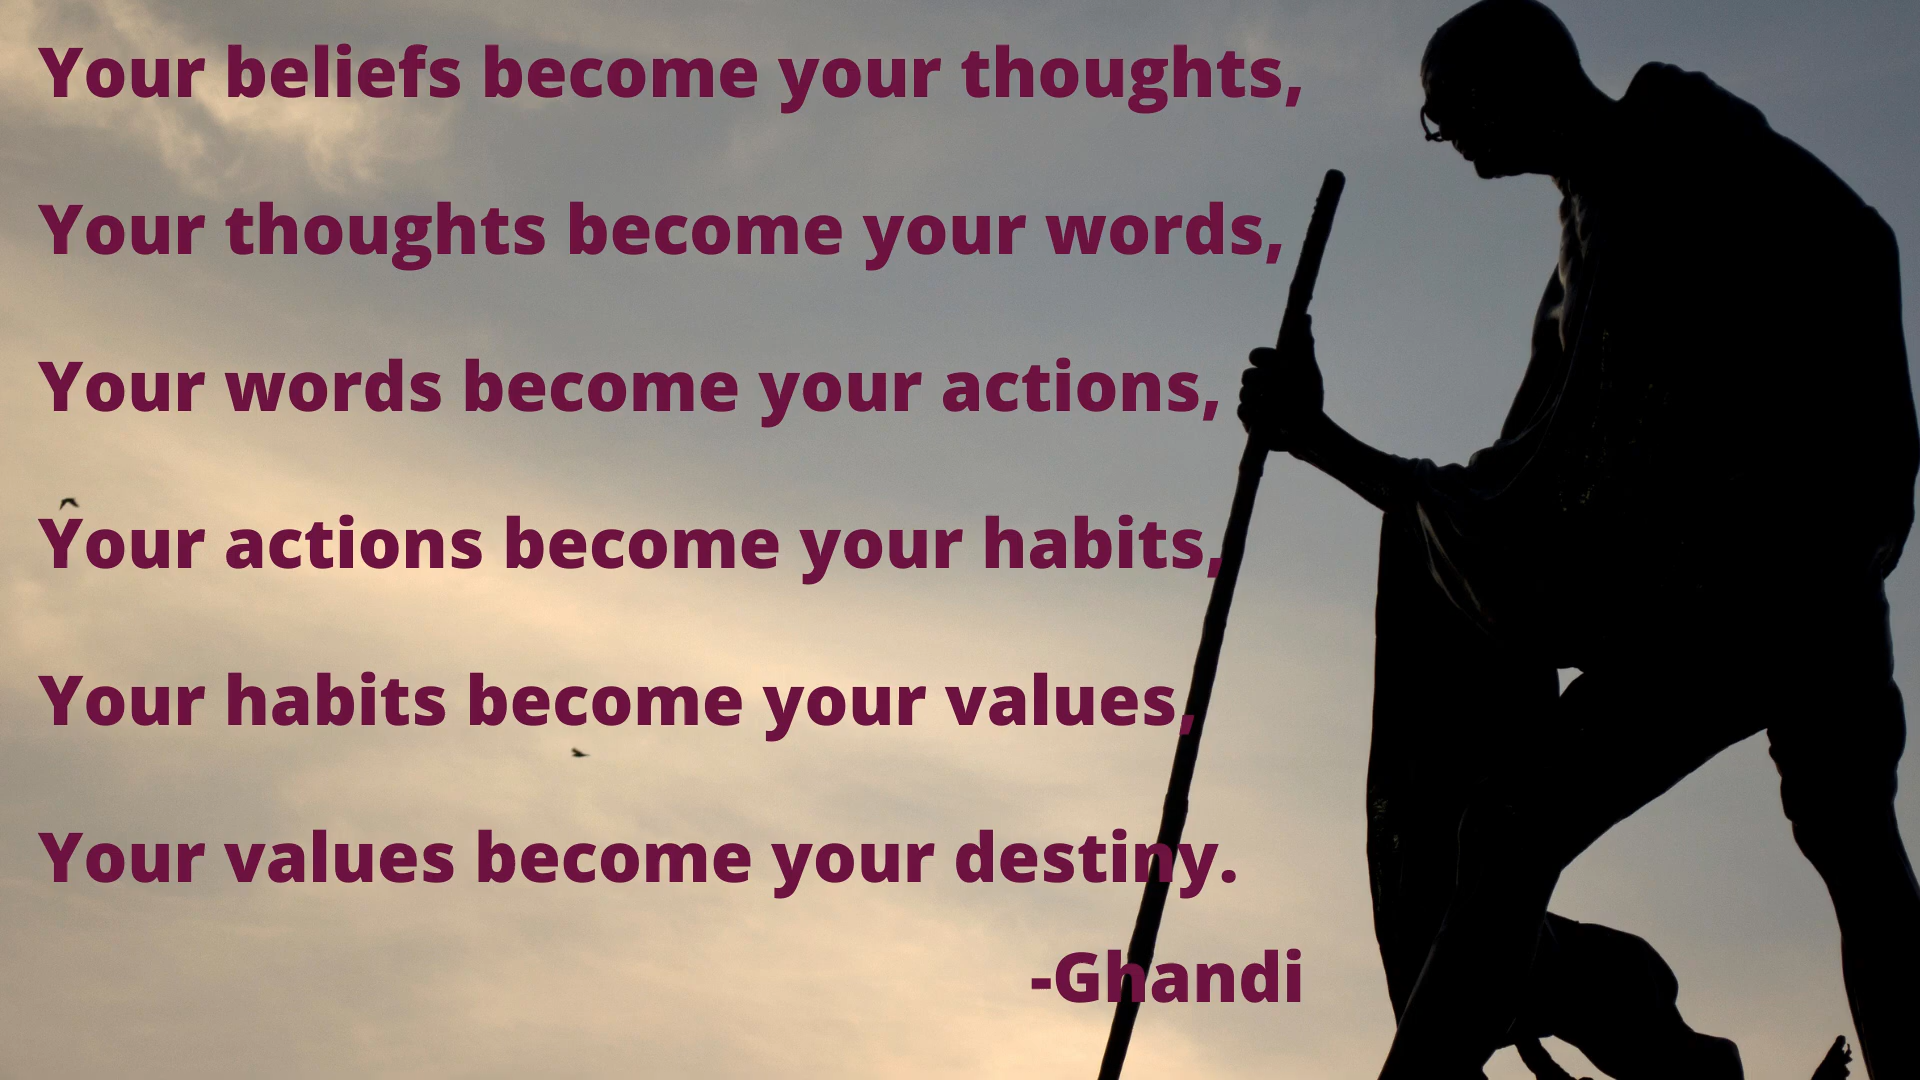 Your beliefs become your thoughts,
Your thoughts become your words,
Your words become your actions,
Your actions become your habits,
Your habits become your values,
Your values become your destiny.
-Ghandi